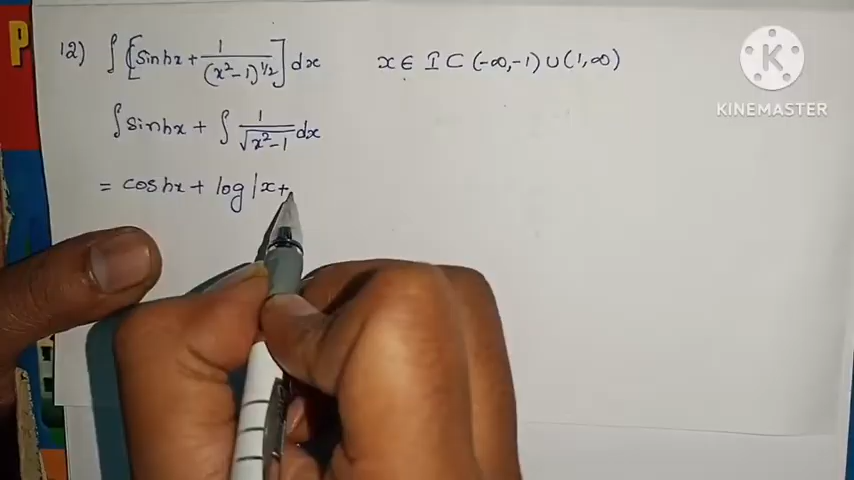 P
12) ∫ [sinhx + 1/(x²-1)^½] dx   x ∈ I ⊂ (-∞,-1) ∪ (1,∞)
∫sinhx + ∫ 1/√(x²-1) dx
= coshx + log|x+
K
KINEMASTER